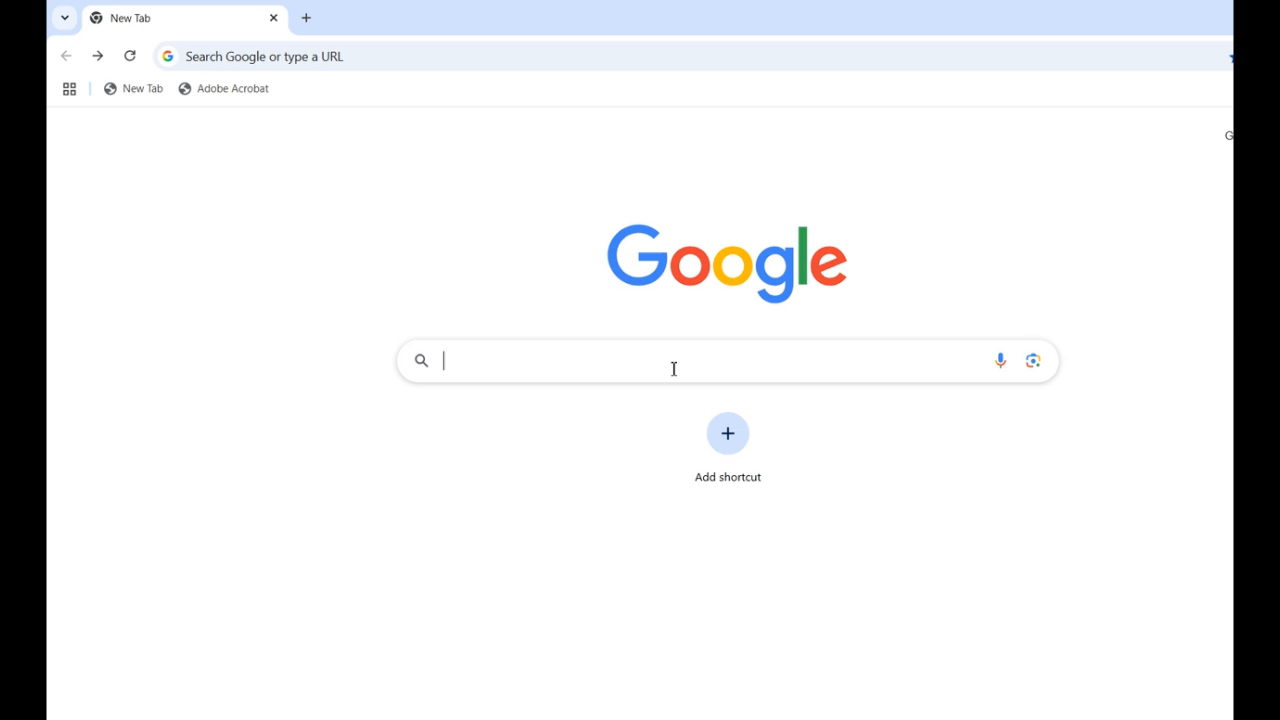 New Tab
Search Google or type a URL
New Tab
Adobe Acrobat
G
Google
Add shortcut